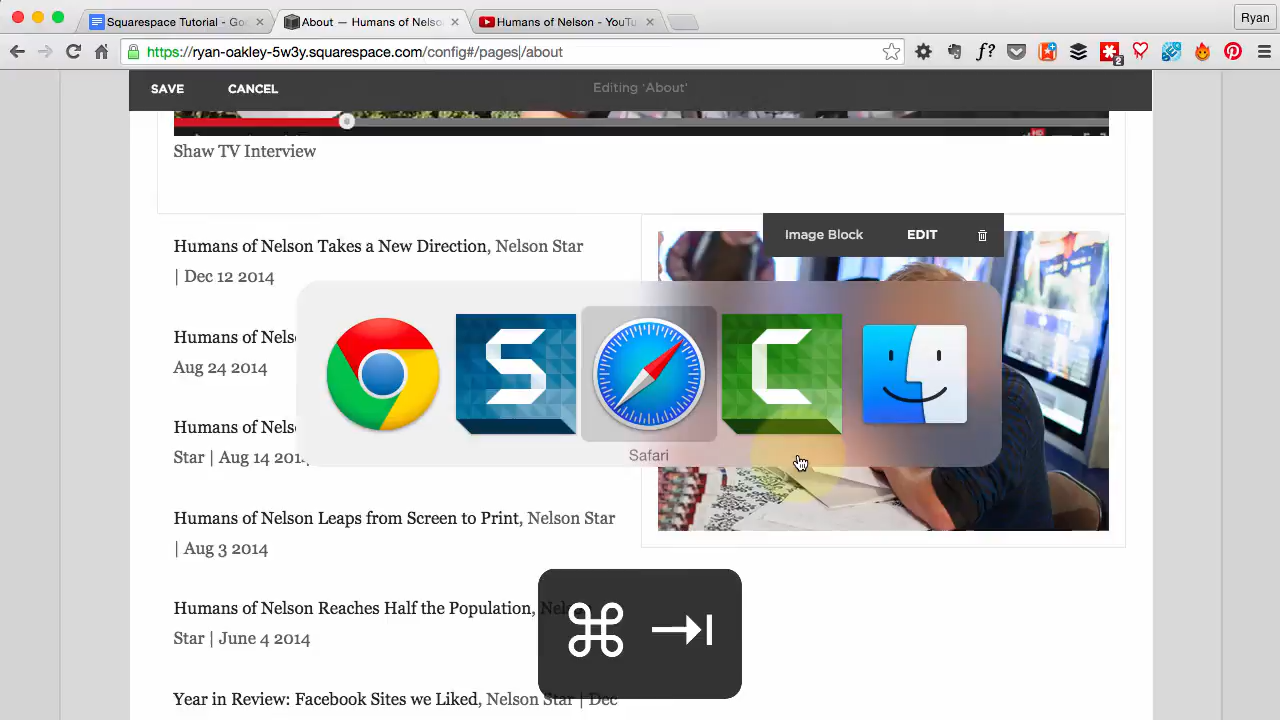 Squarespace Tutorial - Go
About — Humans of Nelso
Humans of Nelson - YouTu
Ryan
https://ryan-oakley-5w3y.squarespace.com/config#/pages/about
f?
2
SAVE
CANCEL
Editing 'About'
HD
Shaw TV Interview
Image Block
EDIT
Humans of Nelson Takes a New Direction, Nelson Star
| Dec 12 2014
Humans of Nels
Aug 24 2014
Humans of Nels
Star | Aug 14 201
Safari
Humans of Nelson Leaps from Screen to Print, Nelson Star
| Aug 3 2014
Humans of Nelson Reaches Half the Population, Nelson
Star | June 4 2014
Year in Review: Facebook Sites we Liked, Nelson Star | Dec